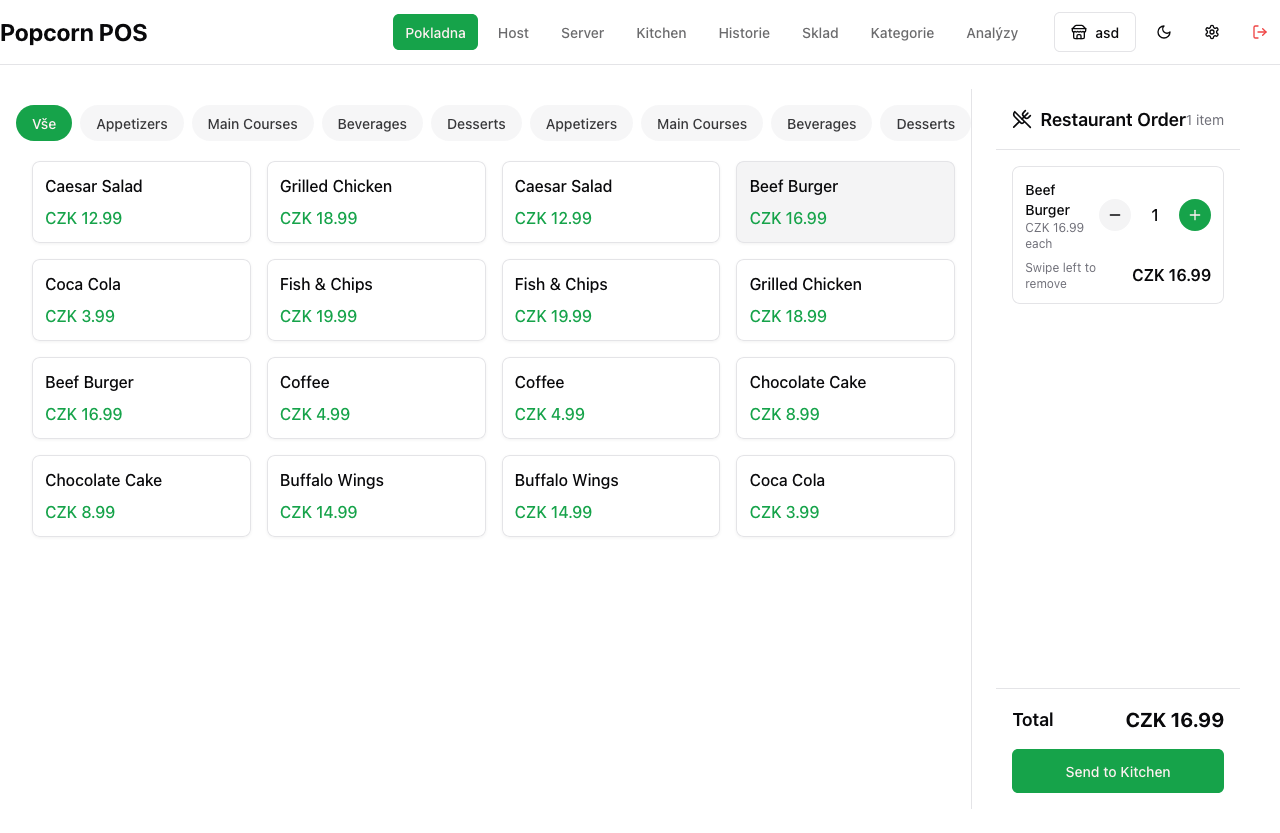 Popcorn POS
Pokladna
Host
Server
Kitchen
Historie
Sklad
Kategorie
Analýzy
asd
Vše
Appetizers
Main Courses
Beverages
Desserts
Appetizers
Main Courses
Beverages
Desserts
Caesar Salad
CZK 12.99
Grilled Chicken
CZK 18.99
Caesar Salad
CZK 12.99
Beef Burger
CZK 16.99
Coca Cola
CZK 3.99
Fish & Chips
CZK 19.99
Fish & Chips
CZK 19.99
Grilled Chicken
CZK 18.99
Beef Burger
CZK 16.99
Coffee
CZK 4.99
Coffee
CZK 4.99
Chocolate Cake
CZK 8.99
Chocolate Cake
CZK 8.99
Buffalo Wings
CZK 14.99
Buffalo Wings
CZK 14.99
Coca Cola
CZK 3.99
Restaurant Order
1 item
Beef
Burger
CZK 16.99
each
1
Swipe left to
remove
CZK 16.99
Total
CZK 16.99
Send to Kitchen